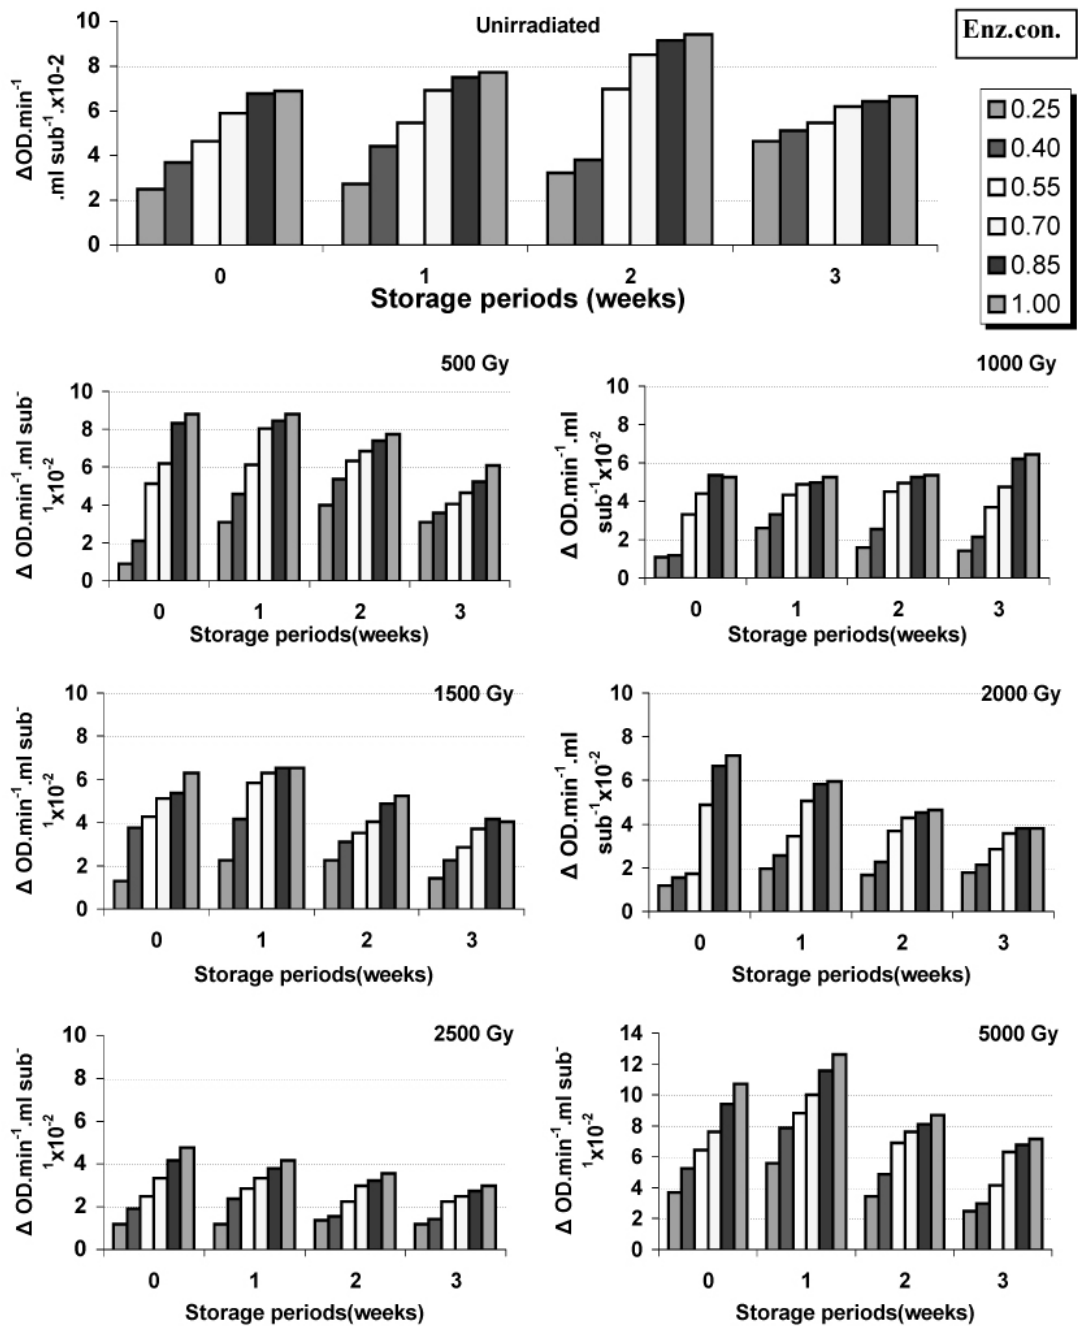 Unirradiated
Enz.con.
ΔOD.min⁻¹
.ml sub⁻¹.x10-2
10
8
6
4
2
0
0 1 2 3
Storage periods (weeks)
0.25
0.40
0.55
0.70
0.85
1.00
500 Gy
Δ OD.min⁻¹.ml sub⁻
¹x10⁻²
10
8
6
4
2
0
0 1 2 3
Storage periods(weeks)
1000 Gy
Δ OD.min⁻¹.ml
sub⁻¹x10⁻²
10
8
6
4
2
0
0 1 2 3
Storage periods(weeks)
1500 Gy
Δ OD.min⁻¹.ml sub⁻
¹x10⁻²
10
8
6
4
2
0
0 1 2 3
Storage periods(weeks)
2000 Gy
Δ OD.min⁻¹.ml
sub⁻¹x10⁻²
10
8
6
4
2
0
0 1 2 3
Storage periods(weeks)
2500 Gy
Δ OD.min⁻¹.ml sub⁻
¹x10⁻²
10
8
6
4
2
0
0 1 2 3
Storage periods(weeks)
5000 Gy
Δ OD.min⁻¹.ml sub⁻
¹x10⁻²
14
12
10
8
6
4
2
0
0 1 2 3
Storage periods(weeks)